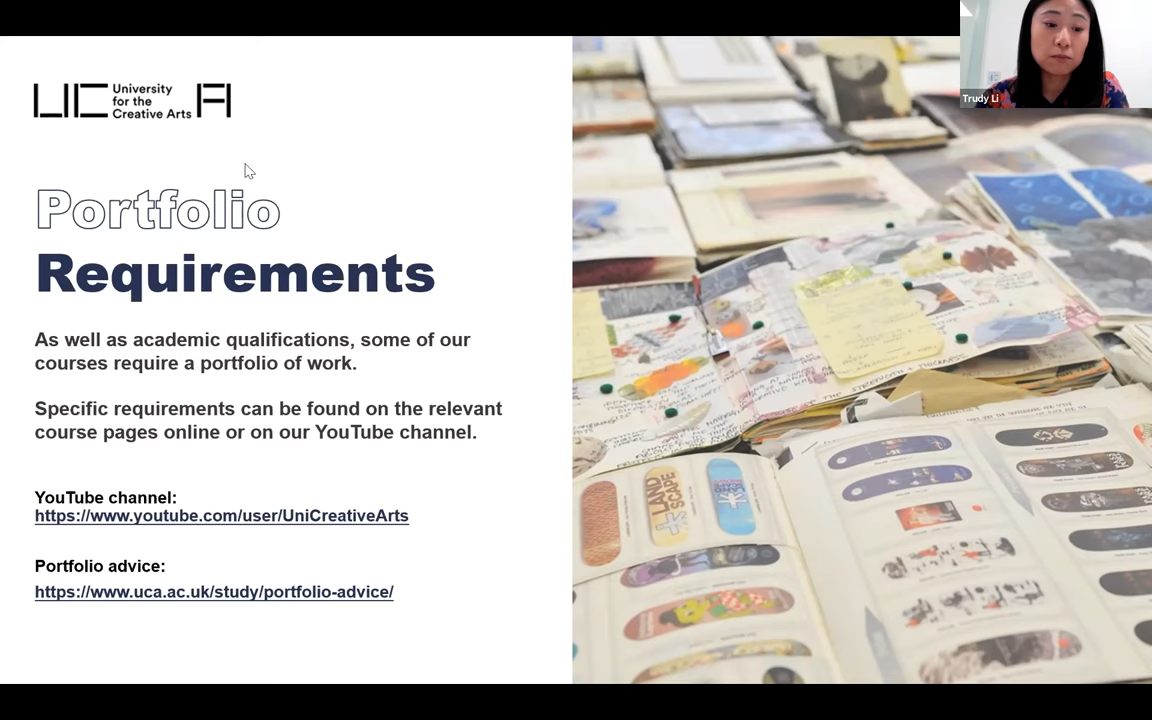 University
for the
Creative Arts
Trudy Li
Portfolio
Requirements
As well as academic qualifications, some of our
courses require a portfolio of work.
Specific requirements can be found on the relevant
course pages online or on our YouTube channel.
YouTube channel:
https://www.youtube.com/user/UniCreativeArts
Portfolio advice:
https://www.uca.ac.uk/study/portfolio-advice/
LAND
SCAPE